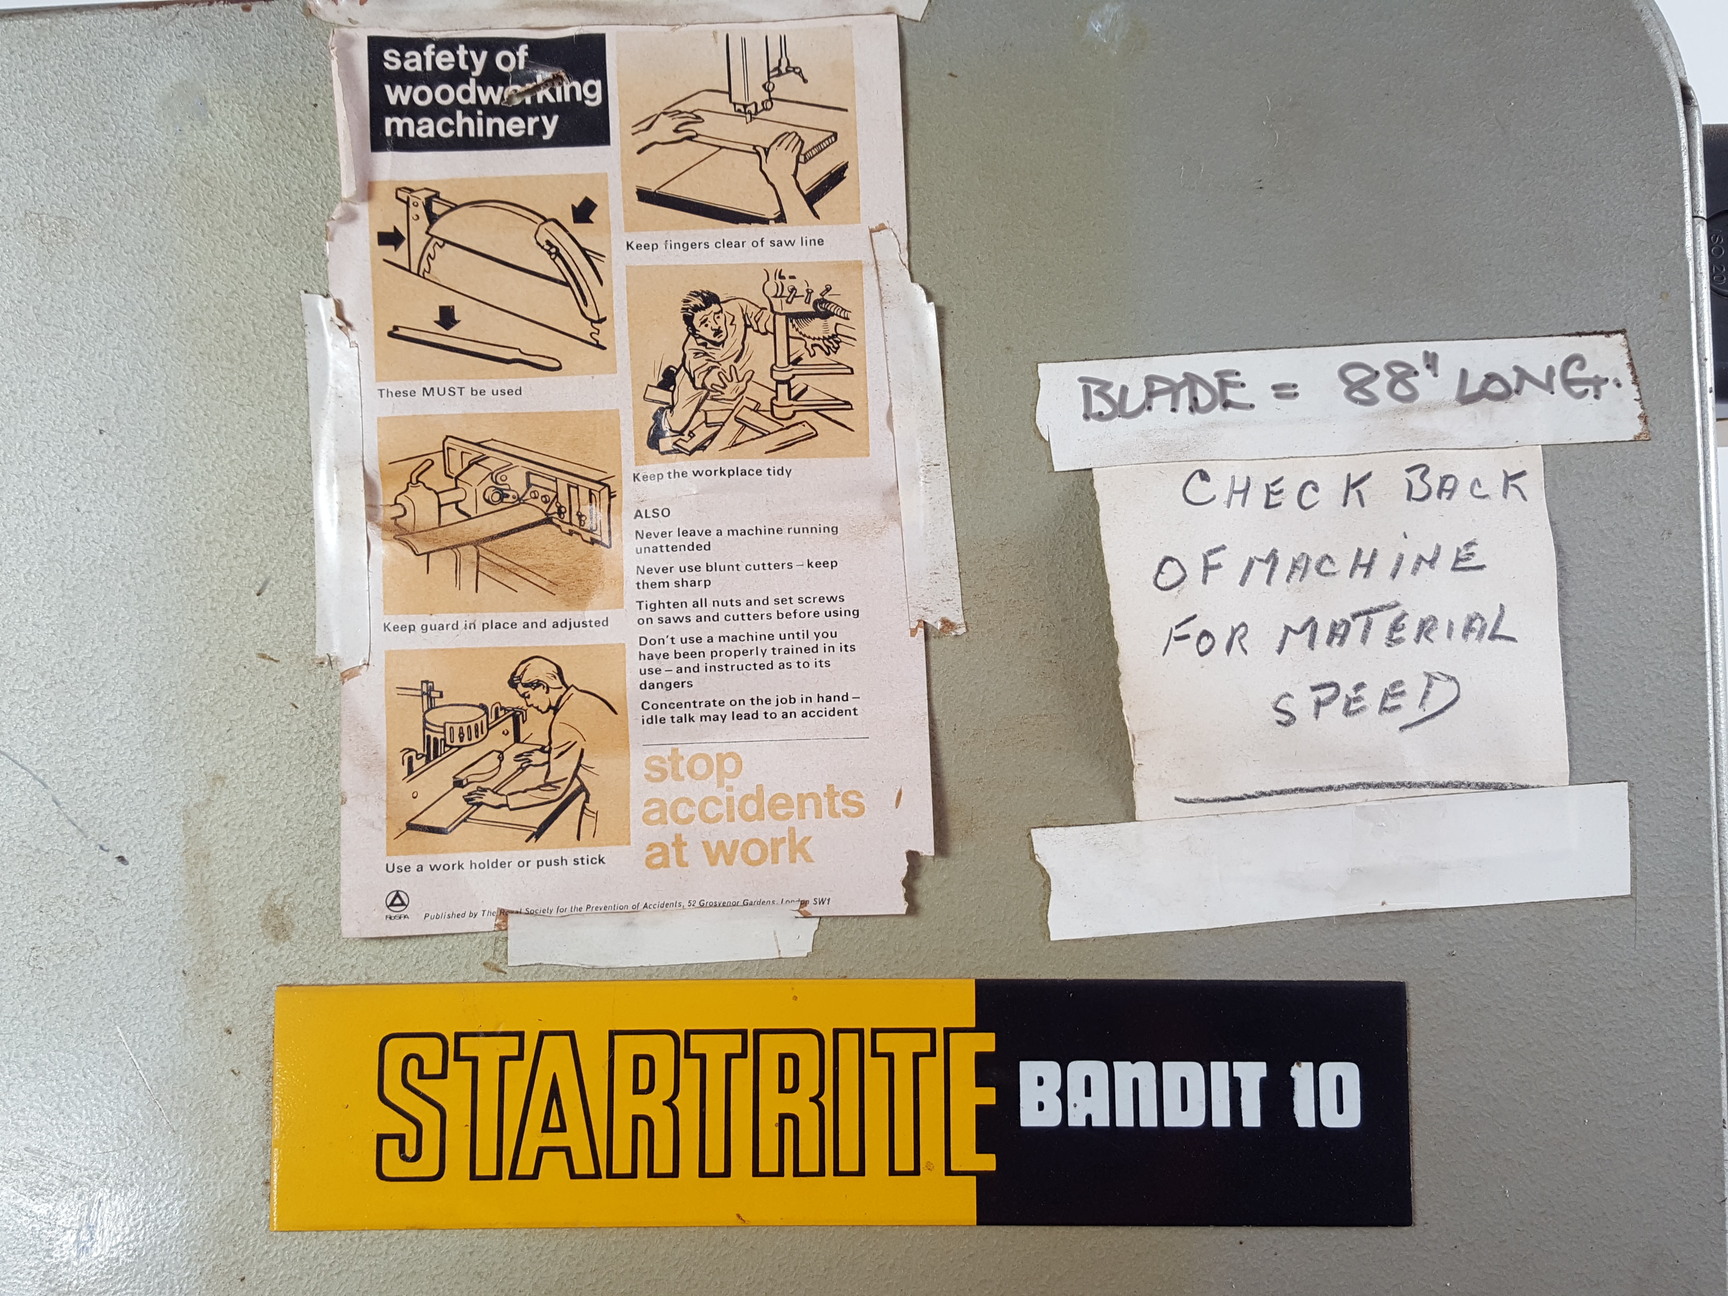 safety of
woodworking
machinery
These MUST be used
Keep guard in place and adjusted
Use a work holder or push stick
Keep fingers clear of saw line
Keep the workplace tidy
ALSO
Never leave a machine running
unattended
Never use blunt cutters – keep
them sharp
Tighten all nuts and set screws
on saws and cutters before using
Don't use a machine until you
have been properly trained in its
use – and instructed as to its
dangers
Concentrate on the job in hand –
idle talk may lead to an accident
stop
accidents
at work
RoSPA
Published by The Royal Society for the Prevention of Accidents, 52 Grosvenor Gardens, London SW1
BLADE = 88" LONG.
CHECK BACK
OF MACHINE
FOR MATERIAL
SPEED
STARTRITE BANDIT 10